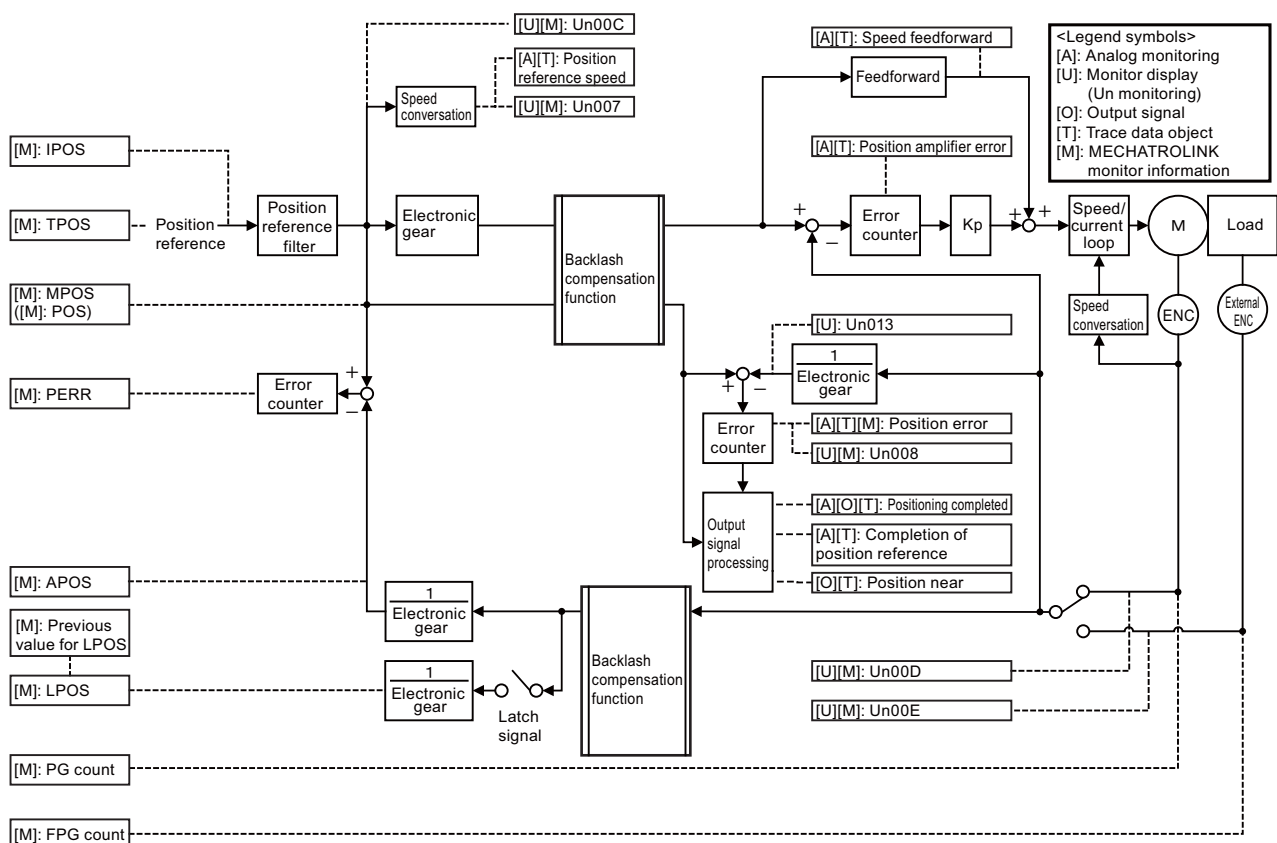 [U][M]: Un00C
[A][T]: Position
reference speed
[U][M]: Un007
Speed
conversation
[A][T]: Speed feedforward
Feedforward
<Legend symbols>
[A]: Analog monitoring
[U]: Monitor display
(Un monitoring)
[O]: Output signal
[T]: Trace data object
[M]: MECHATROLINK
monitor information
[M]: IPOS
[A][T]: Position amplifier error
[M]: TPOS
Position
reference
Position
reference
filter
Electronic
gear
Backlash
compensation
function
+
−
Error
counter
Kp
+
+
Speed/
current
loop
M
Load
[M]: MPOS
([M]: POS)
Speed
conversation
ENC
External
ENC
[U]: Un013
1
Electronic
gear
+
−
[M]: PERR
Error
counter
+
−
Error
counter
[A][T][M]: Position error
[U][M]: Un008
Output
signal
processing
[A][O][T]: Positioning completed
[A][T]: Completion of
position reference
[O][T]: Position near
[M]: APOS
1
Electronic
gear
[M]: Previous
value for LPOS
[M]: LPOS
1
Electronic
gear
Latch
signal
Backlash
compensation
function
[U][M]: Un00D
[U][M]: Un00E
[M]: PG count
[M]: FPG count